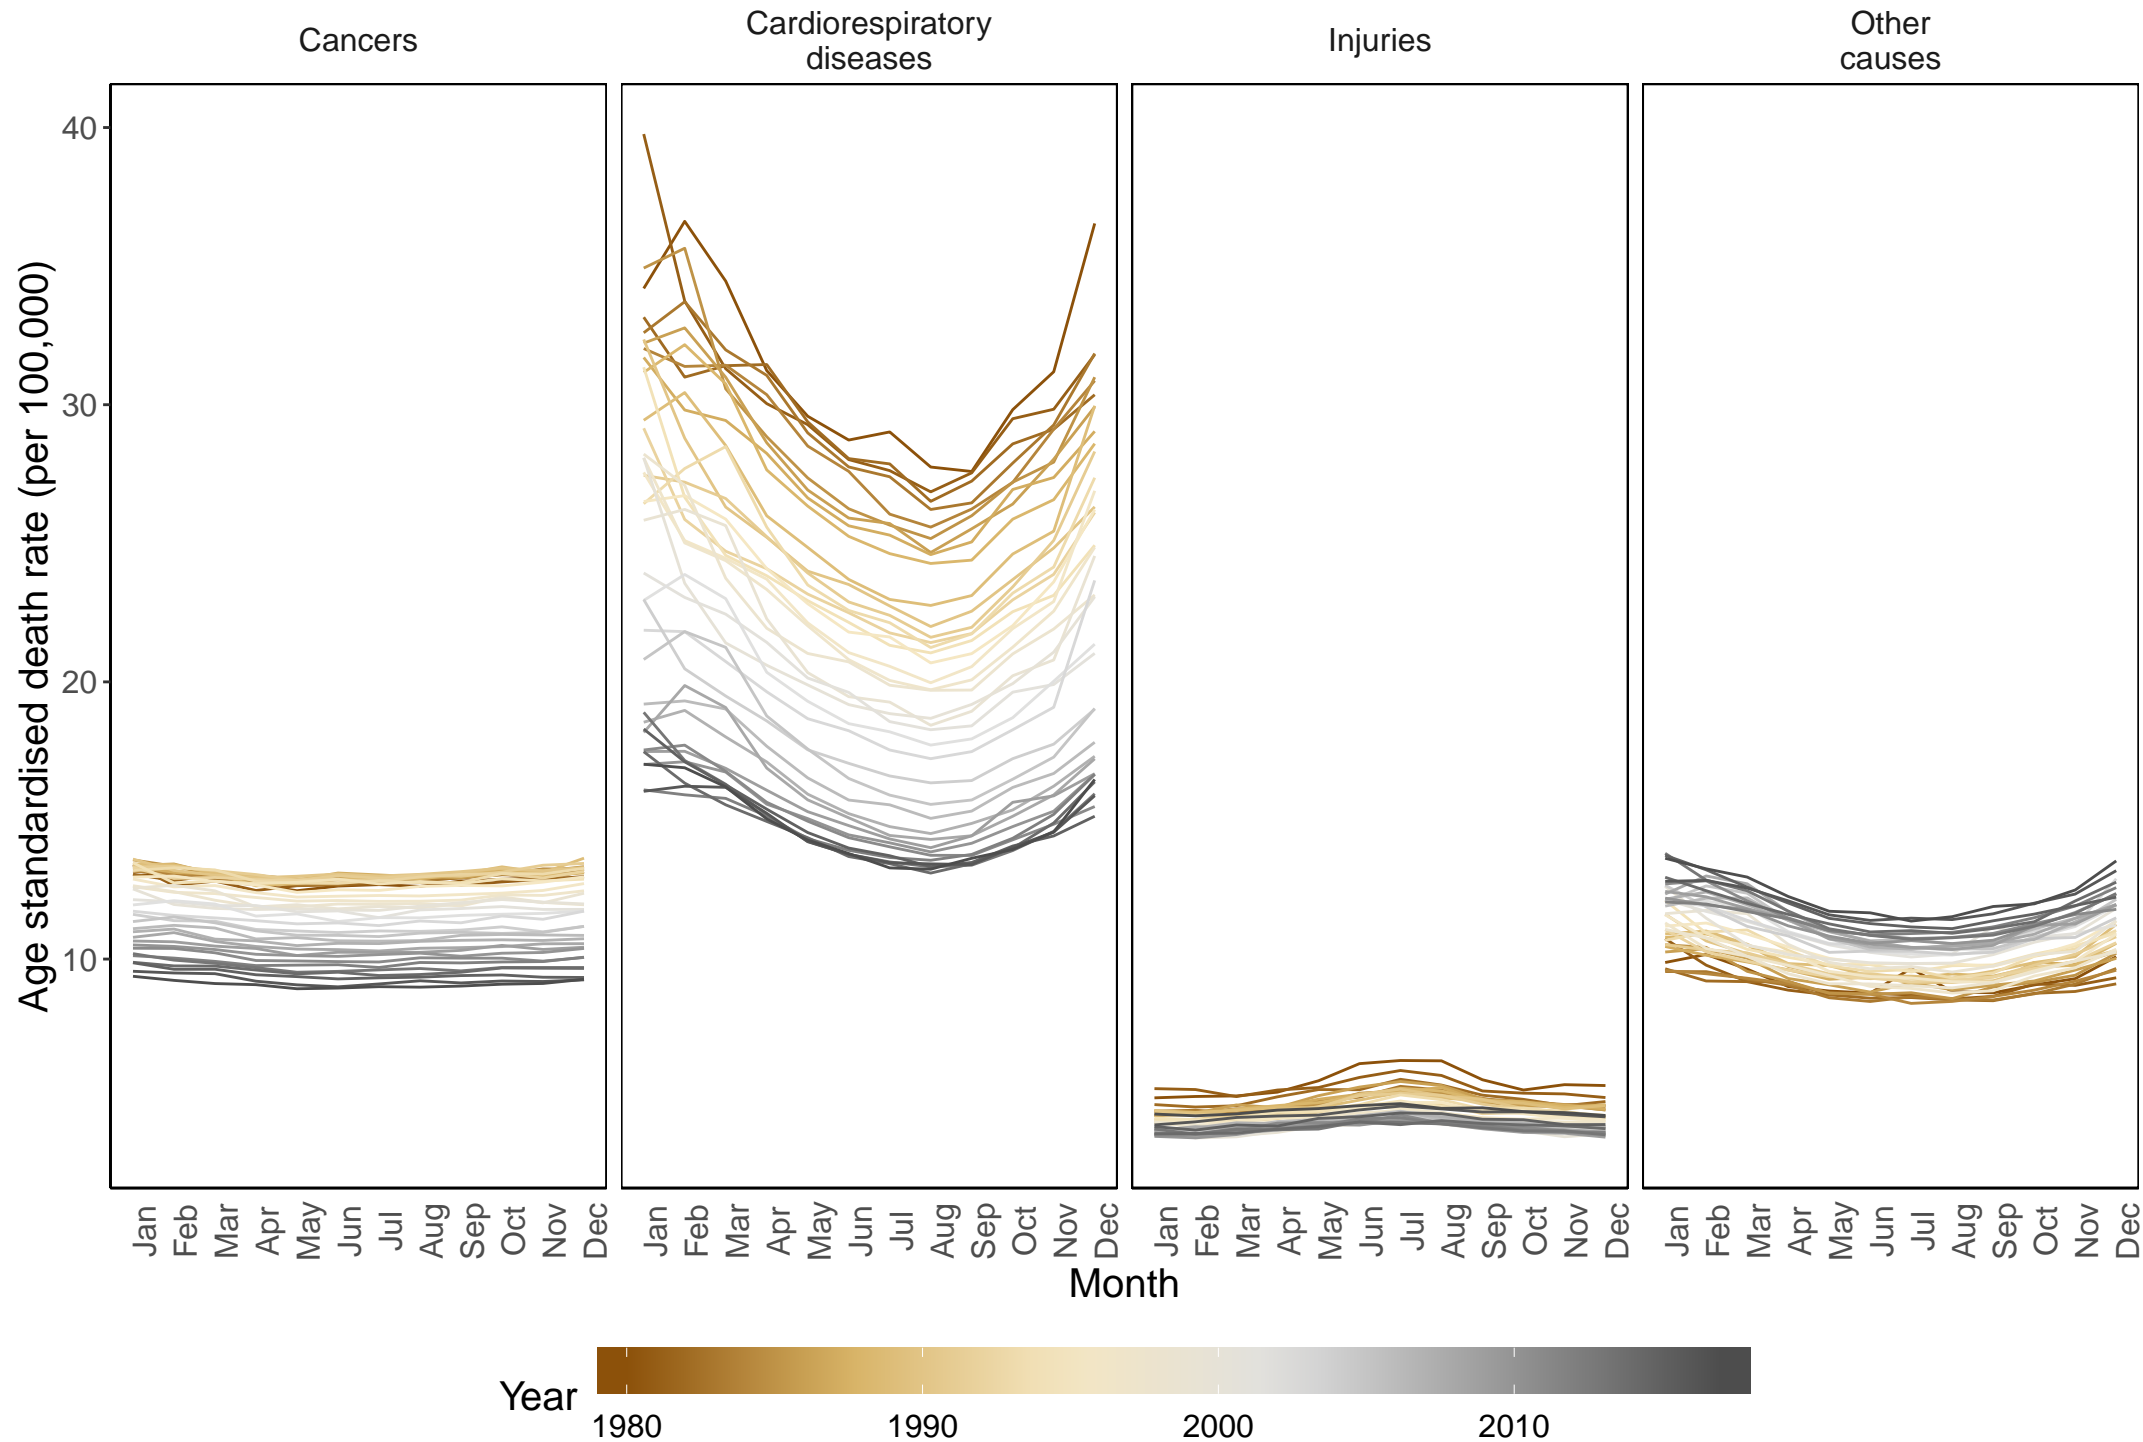 Cancers
Cardiorespiratory
diseases
Injuries
Other
causes
Age standardised death rate (per 100,000)
40
30
20
10
Jan Feb Mar Apr May Jun Jul Aug Sep Oct Nov Dec
Jan Feb Mar Apr May Jun Jul Aug Sep Oct Nov Dec
Jan Feb Mar Apr May Jun Jul Aug Sep Oct Nov Dec
Jan Feb Mar Apr May Jun Jul Aug Sep Oct Nov Dec
Month
Year
1980 1990 2000 2010